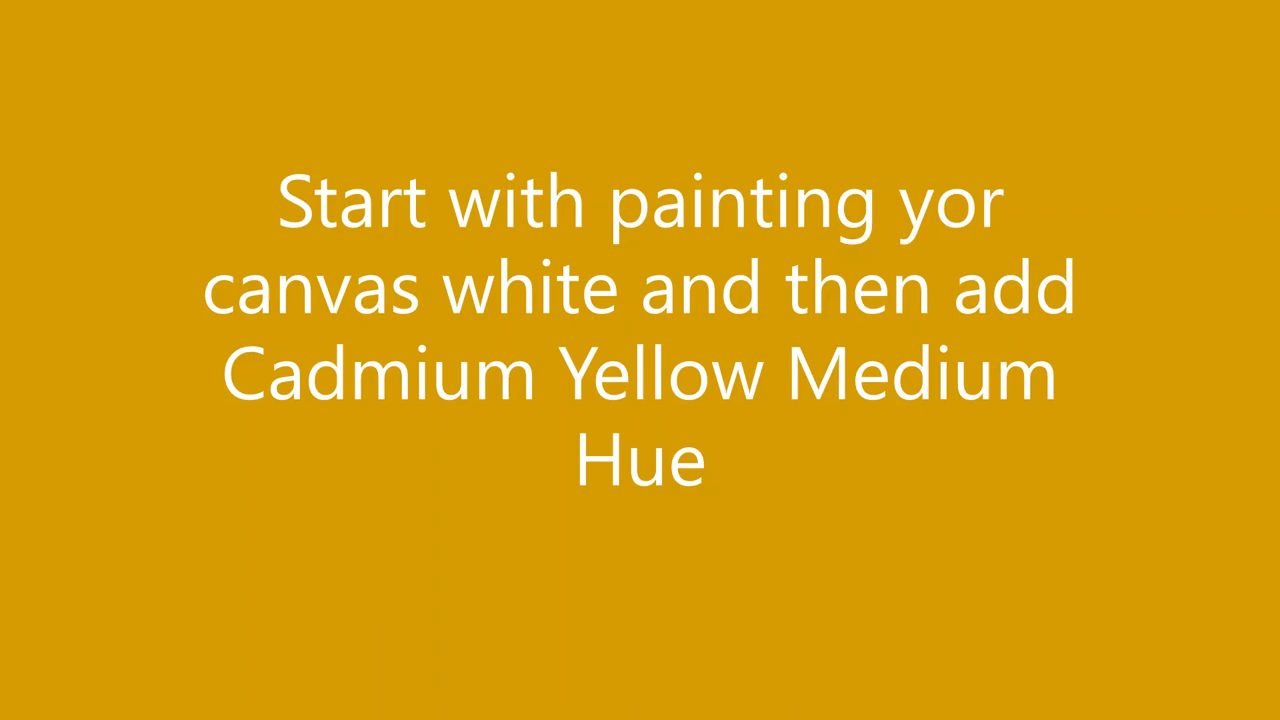 Start with painting yor
canvas white and then add
Cadmium Yellow Medium
Hue